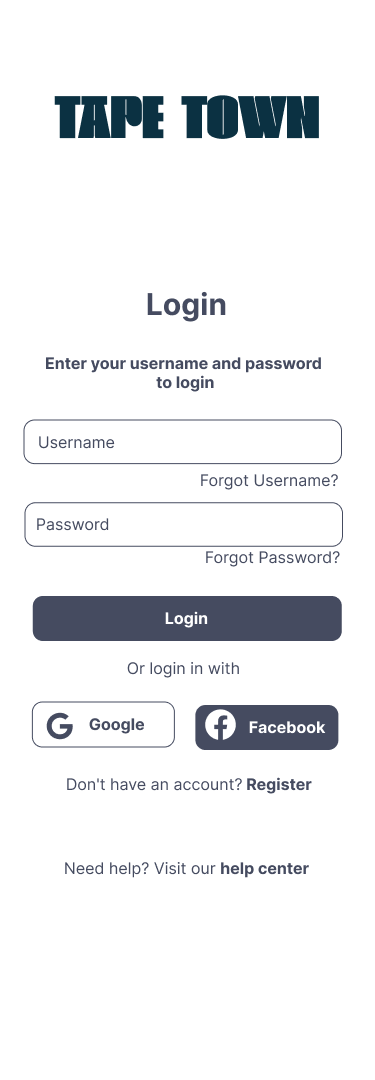 TAPE TOWN
Login
Enter your username and password
to login
Username
Forgot Username?
Password
Forgot Password?
Login
Or login in with
Google
Facebook
Don't have an account? Register
Need help? Visit our help center